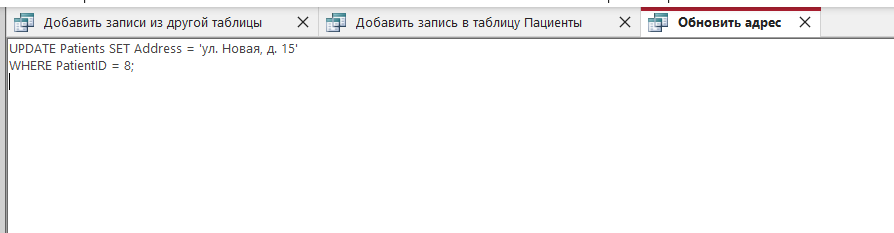 Добавить записи из другой таблицы
Добавить запись в таблицу Пациенты
Обновить адрес
UPDATE Patients SET Address = 'ул. Новая, д. 15'
WHERE PatientID = 8;